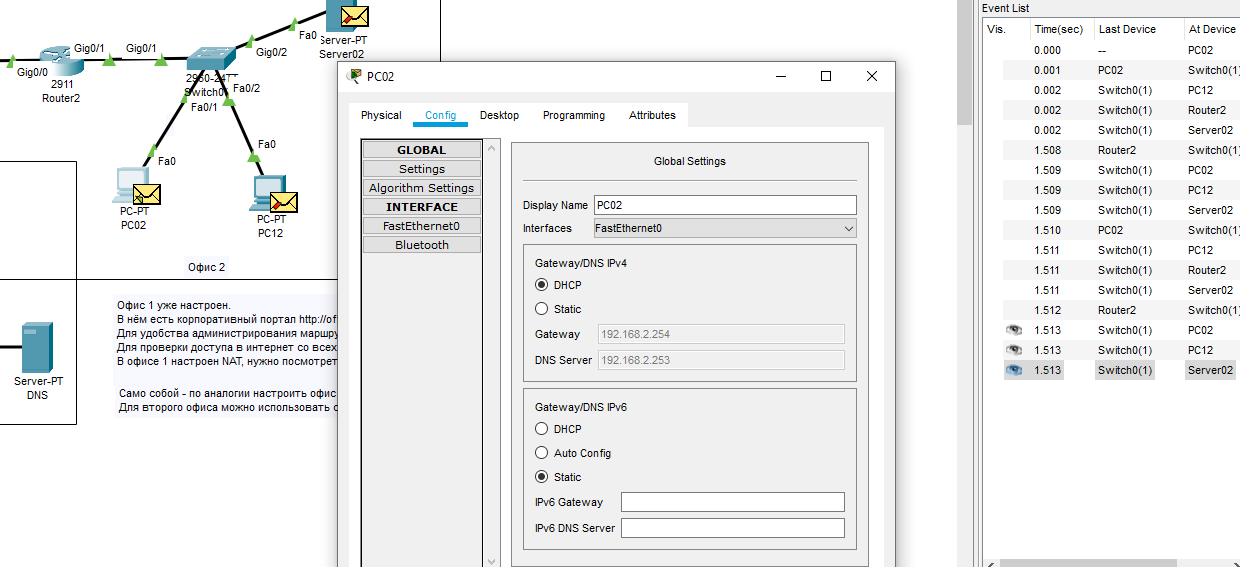 Fa0
Server-PT
Server02
Gig0/1
Gig0/1
Gig0/2
Gig0/0
2911
Router2
2960-24TT
Switch0
Fa0/2
Fa0/1
Fa0
Fa0
PC-PT
PC02
PC-PT
PC12
Офис 2
Офис 1 уже настроен.
В нём есть корпоративный портал http://of
Для удобства администрирования маршру
Для проверки доступа в интернет со всех
В офисе 1 настроен NAT, нужно посмотрет
Само собой - по аналогии настроить офис
Для второго офиса можно использовать
Server-PT
DNS
PC02
Physical Config Desktop Programming Attributes
GLOBAL
Settings
Algorithm Settings
INTERFACE
FastEthernet0
Bluetooth
Global Settings
Display Name PC02
Interfaces FastEthernet0
Gateway/DNS IPv4
DHCP
Static
Gateway 192.168.2.254
DNS Server 192.168.2.253
Gateway/DNS IPv6
DHCP
Auto Config
Static
IPv6 Gateway
IPv6 DNS Server
Event List
Vis. Time(sec) Last Device At Device
0.000 -- PC02
0.001 PC02 Switch0(1)
0.002 Switch0(1) PC12
0.002 Switch0(1) Router2
0.002 Switch0(1) Server02
1.508 Router2 Switch0(1)
1.509 Switch0(1) PC02
1.509 Switch0(1) PC12
1.509 Switch0(1) Server02
1.510 PC02 Switch0(1)
1.511 Switch0(1) PC12
1.511 Switch0(1) Router2
1.511 Switch0(1) Server02
1.512 Router2 Switch0(1)
1.513 Switch0(1) PC02
1.513 Switch0(1) PC12
1.513 Switch0(1) Server02